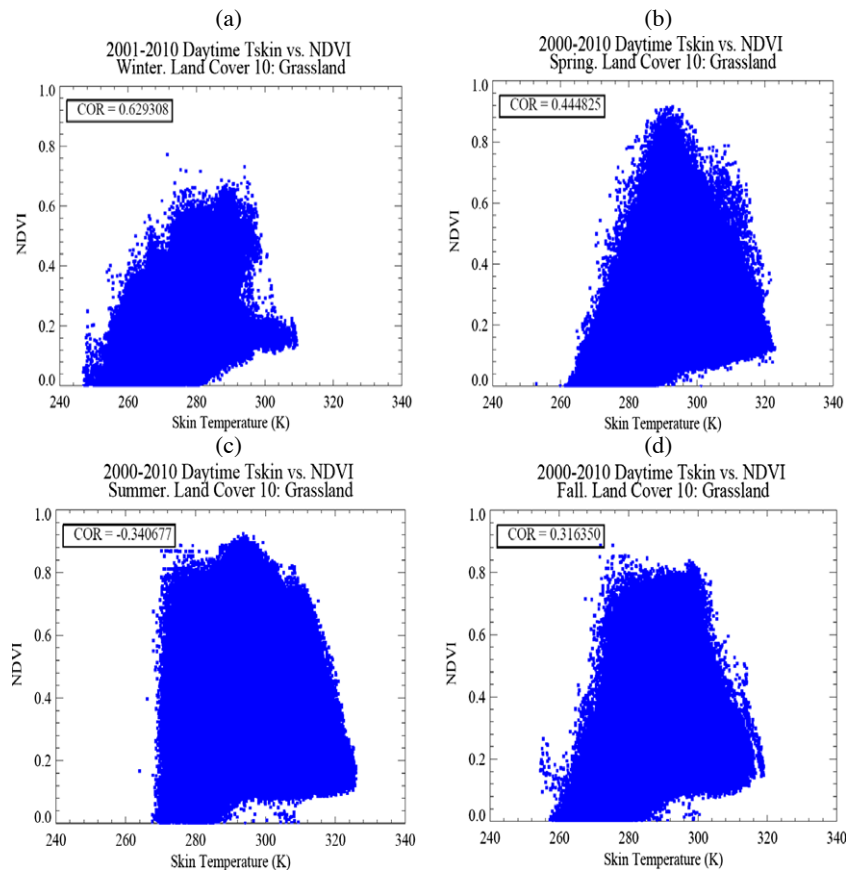 (a)
2001-2010 Daytime Tskin vs. NDVI
Winter. Land Cover 10: Grassland
COR = 0.629308
1.0
0.8
0.6
0.4
0.2
0.0
NDVI
240 260 280 300 320 340
Skin Temperature (K)
(b)
2000-2010 Daytime Tskin vs. NDVI
Spring. Land Cover 10: Grassland
COR = 0.444825
1.0
0.8
0.6
0.4
0.2
0.0
NDVI
240 260 280 300 320 340
Skin Temperature (K)
(c)
2000-2010 Daytime Tskin vs. NDVI
Summer. Land Cover 10: Grassland
COR = -0.340677
1.0
0.8
0.6
0.4
0.2
0.0
NDVI
240 260 280 300 320 340
Skin Temperature (K)
(d)
2000-2010 Daytime Tskin vs. NDVI
Fall. Land Cover 10: Grassland
COR = 0.316350
1.0
0.8
0.6
0.4
0.2
0.0
NDVI
240 260 280 300 320 340
Skin Temperature (K)